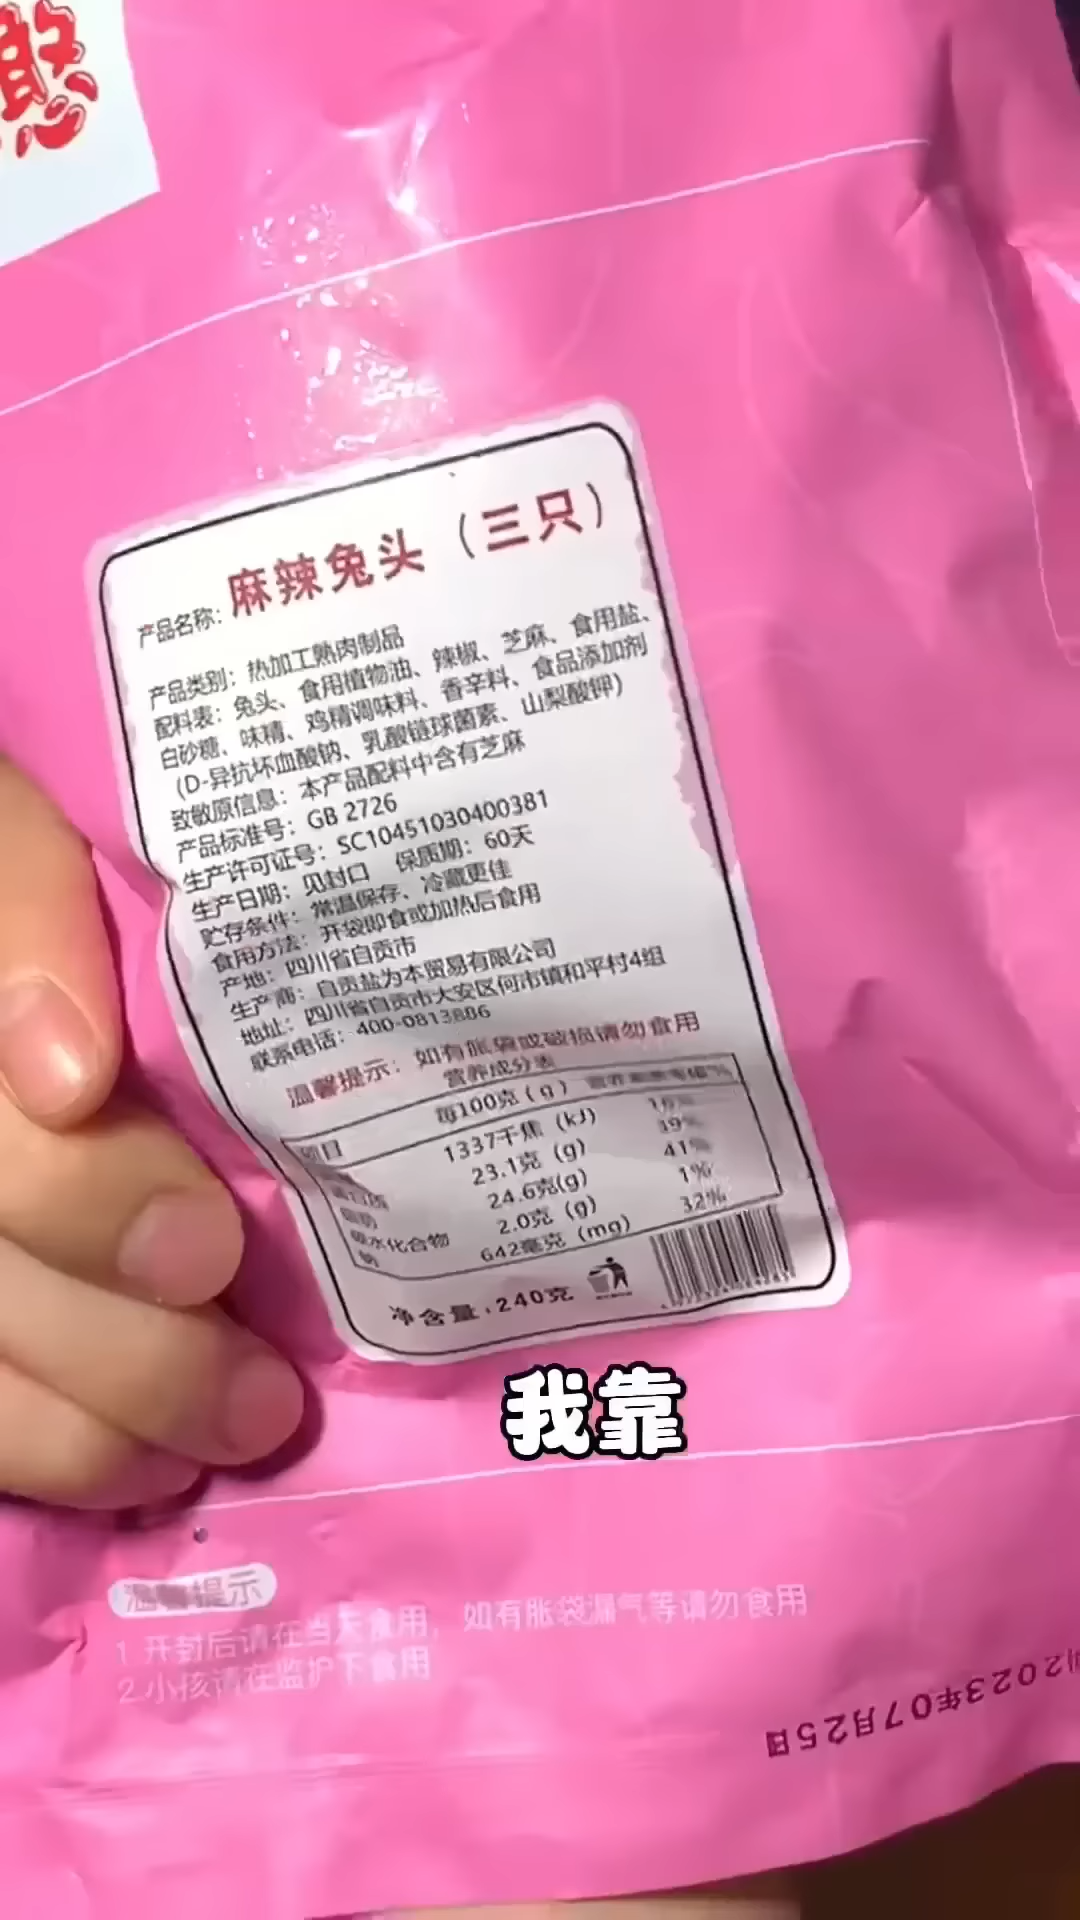 憨
产品名称：麻辣兔头（三只）
产品类别：热加工熟肉制品
配料表：兔头、食用植物油、辣椒、芝麻、食用盐、
白砂糖、味精、鸡精调味料、香辛料、食品添加剂
（D-异抗坏血酸钠、乳酸链球菌素、山梨酸钾）
致敏原信息：本产品配料中含有芝麻
产品标准号：GB 2726
生产许可证号：SC10451030400381
生产日期：见封口 保质期：60天
贮存条件：常温保存、冷藏更佳
食用方法：开袋即食或加热后食用
产地：四川省自贡市
生产商：自贡盐为本贸易有限公司
地址：四川省自贡市大安区何市镇和平村4组
联系电话：400-0813886
温馨提示：如有胀袋或破损请勿食用
营养成分表
项目 每100克（g）
1337千焦（kJ）
23.1克（g） 39%
脂肪 24.6克(g) 41%
碳水化合物 2.0克（g） 1%
钠 642毫克（mg） 32%
净含量：240克
我靠
温馨提示
1 开封后请在当天食用，如有胀袋漏气等请勿食用
2.小孩请在监护下食用
2023年07月25日